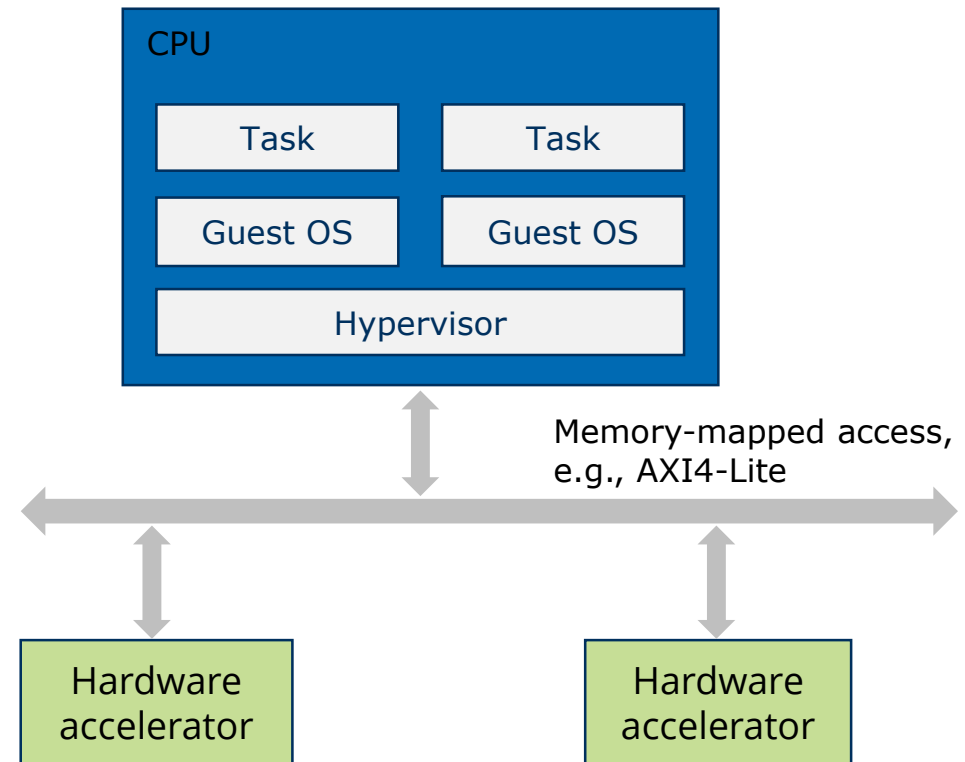 CPU
Task
Task
Guest OS
Guest OS
Hypervisor
Memory-mapped access,
e.g., AXI4-Lite
Hardware
accelerator
Hardware
accelerator